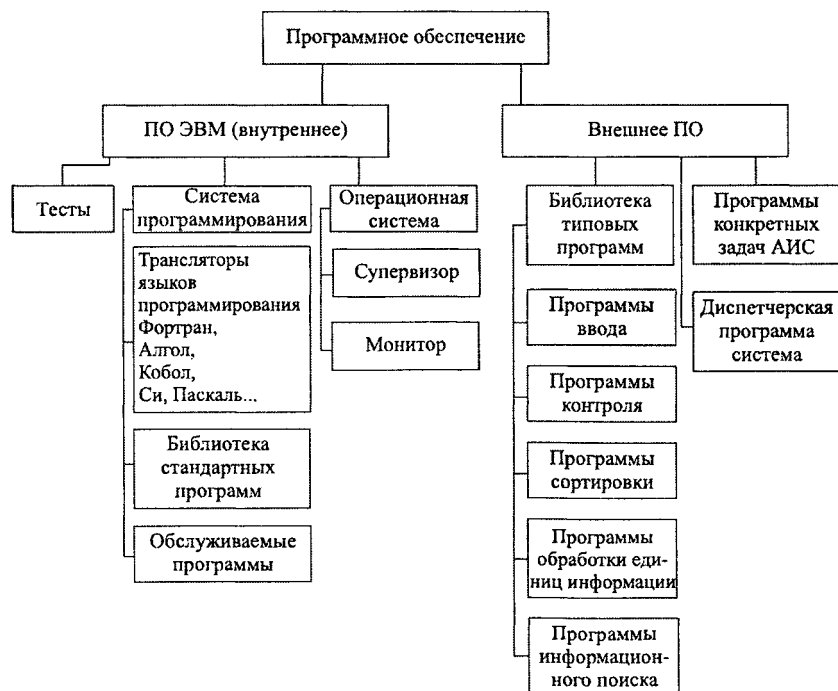 Программное обеспечение
ПО ЭВМ (внутреннее)
Внешнее ПО
Тесты
Система
программирования
Операционная
система
Библиотека
типовых
программ
Программы
конкретных
задач АИС
Трансляторы
языков
программирования
Фортран,
Алгол,
Кобол,
Си, Паскаль...
Супервизор
Монитор
Программы
ввода
Диспетчерская
программа
система
Программы
контроля
Библиотека
стандартных
программ
Программы
сортировки
Обслуживаемые
программы
Программы
обработки еди-
ниц информации
Программы
информацион-
ного поиска